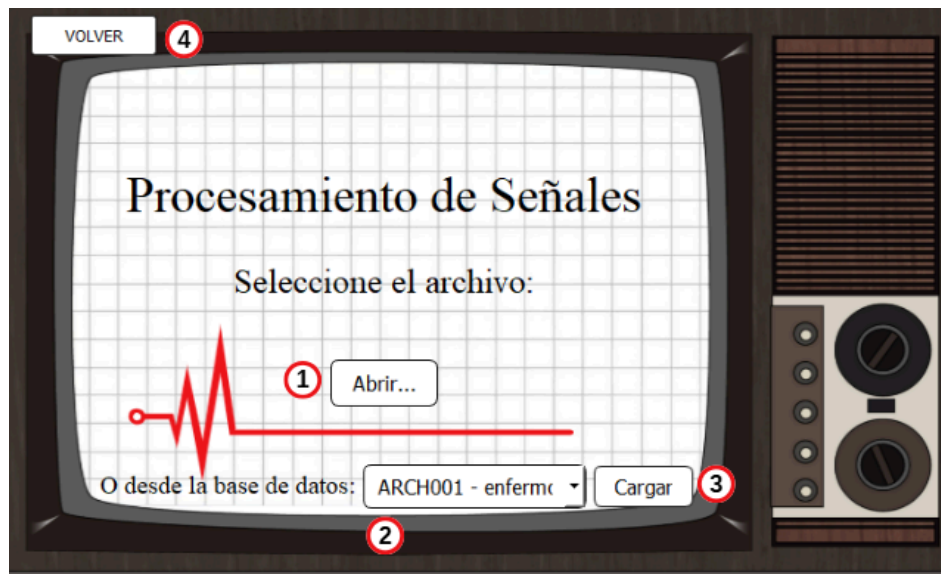 VOLVER 4
Procesamiento de Señales
Seleccione el archivo:
1 Abrir...
O desde la base de datos: ARCH001 - enferm Cargar 3
2